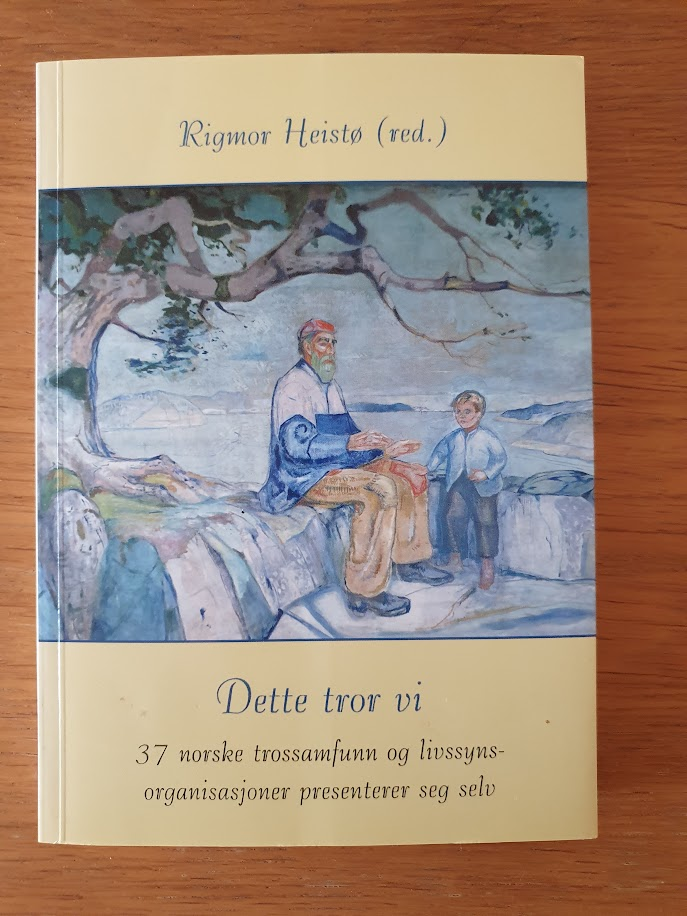 Rigmor Heistø (red.)
Dette tror vi
37 norske trossamfunn og livssyns-
organisasjoner presenterer seg selv